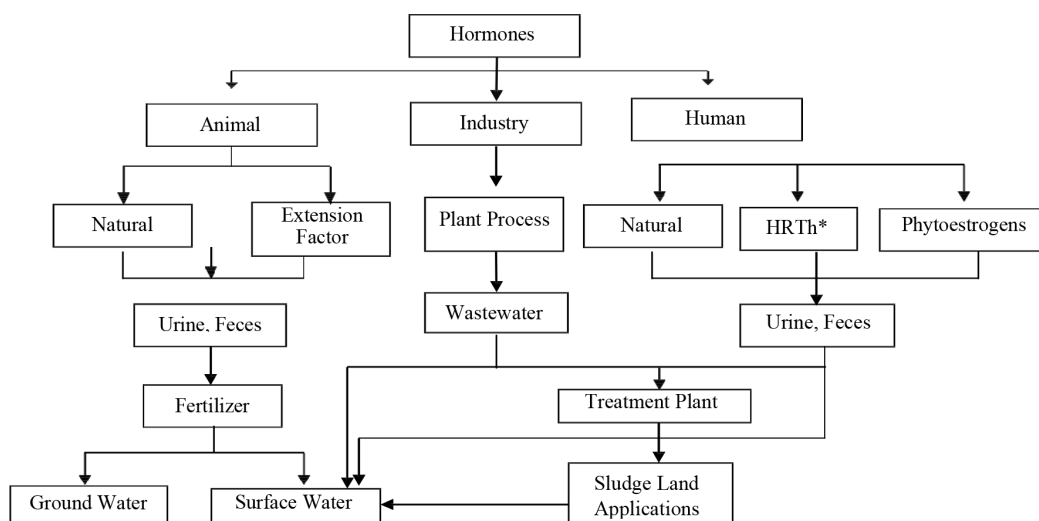 Hormones
Animal
Industry
Human
Natural
Extension
Factor
Plant Process
Natural
HRTh*
Phytoestrogens
Urine, Feces
Wastewater
Urine, Feces
Fertilizer
Treatment Plant
Ground Water
Surface Water
Sludge Land
Applications